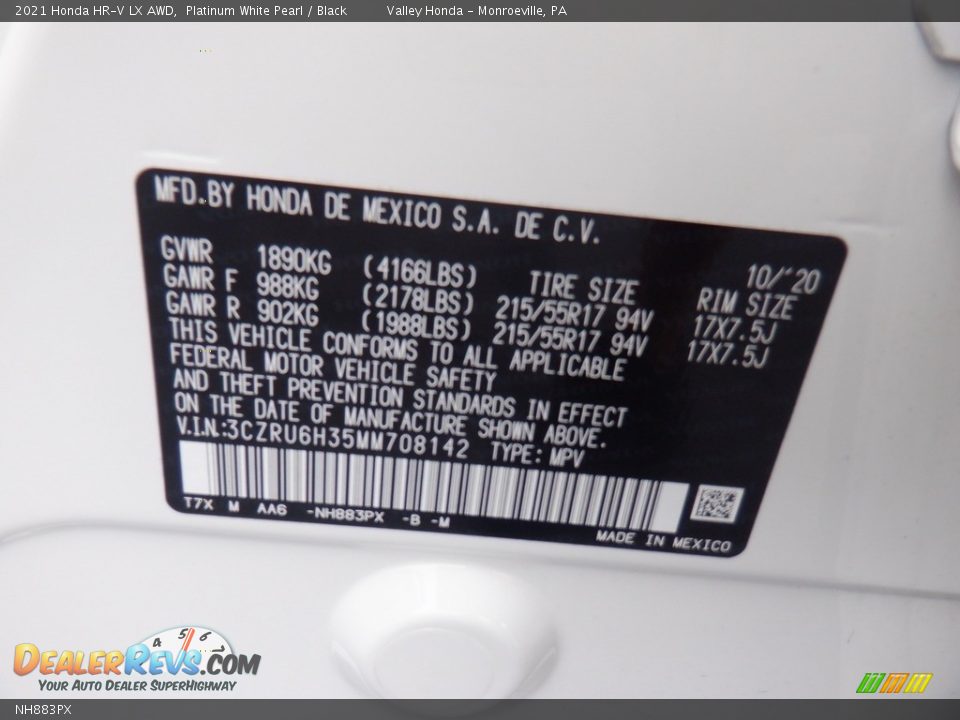 2021 Honda HR-V LX AWD, Platinum White Pearl / Black Valley Honda - Monroeville, PA
MFD.BY HONDA DE MEXICO S.A. DE C.V.
10/'20
GVWR 1890KG (4166LBS) TIRE SIZE RIM SIZE
GAWR F 988KG (2178LBS) 215/55R17 94V 17X7.5J
GAWR R 902KG (1988LBS) 215/55R17 94V 17X7.5J
THIS VEHICLE CONFORMS TO ALL APPLICABLE
FEDERAL MOTOR VEHICLE SAFETY
AND THEFT PREVENTION STANDARDS IN EFFECT
ON THE DATE OF MANUFACTURE SHOWN ABOVE.
V.I.N.:3CZRU6H35MM708142 TYPE: MPV
T7X M AA6 -NH883PX -B -M
MADE IN MEXICO
4 5 6
DEALERREVS.COM
YOUR AUTO DEALER SUPERHIGHWAY
NH883PX